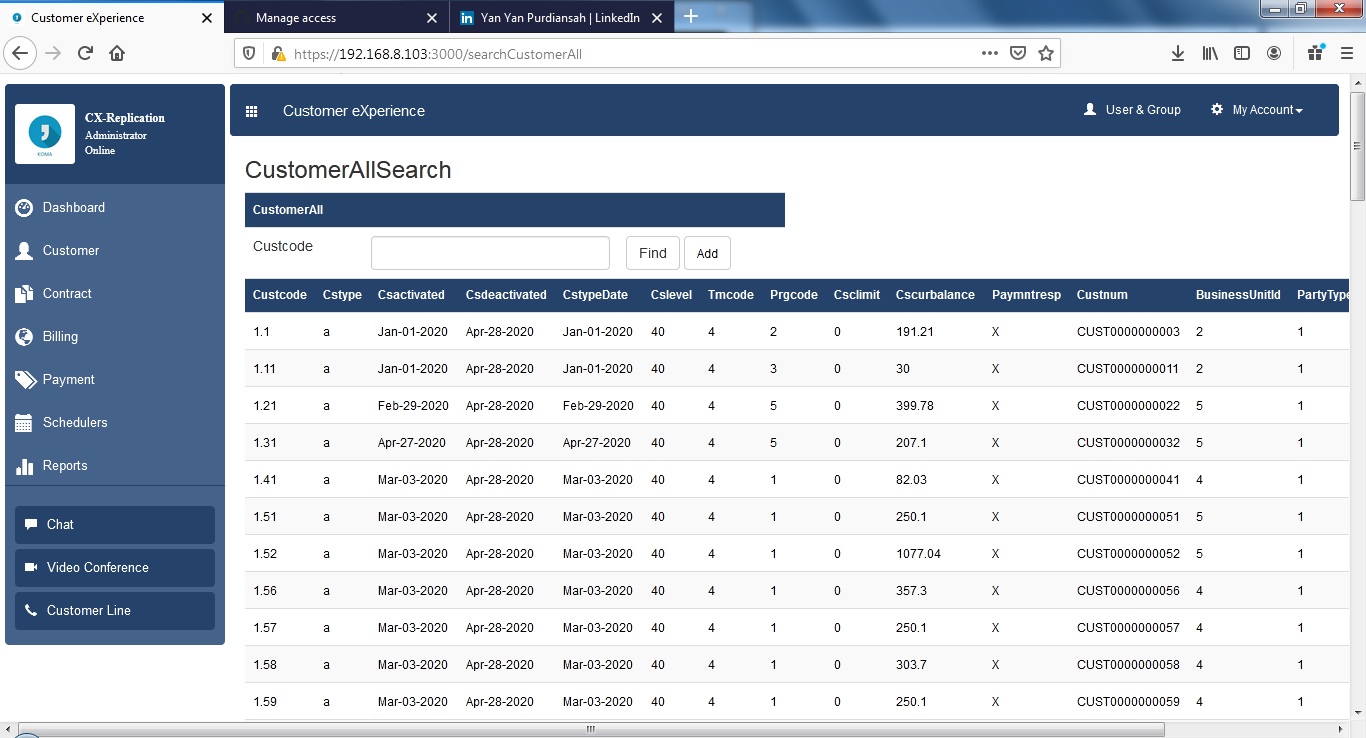 Customer eXperience
Manage access
Yan Yan Purdiansah | LinkedIn
https://192.168.8.103:3000/searchCustomerAll
KOMA
CX-Replication
Administrator
Online
Customer eXperience
User & Group
My Account
Dashboard
Customer
Contract
Billing
Payment
Schedulers
Reports
Chat
Video Conference
Customer Line
CustomerAllSearch
CustomerAll
Custcode Find Add
Custcode Cstype Csactivated Csdeactivated CstypeDate Cslevel Tmcode Prgcode Csclimit Cscurbalance Paymntresp Custnum BusinessUnitId PartyType
1.1 a Jan-01-2020 Apr-28-2020 Jan-01-2020 40 4 2 0 191.21 X CUST0000000003 2 1
1.11 a Jan-01-2020 Apr-28-2020 Jan-01-2020 40 4 3 0 30 X CUST0000000011 2 1
1.21 a Feb-29-2020 Apr-28-2020 Feb-29-2020 40 4 5 0 399.78 X CUST0000000022 5 1
1.31 a Apr-27-2020 Apr-28-2020 Apr-27-2020 40 4 5 0 207.1 X CUST0000000032 5 1
1.41 a Mar-03-2020 Apr-28-2020 Mar-03-2020 40 4 1 0 82.03 X CUST0000000041 4 1
1.51 a Mar-03-2020 Apr-28-2020 Mar-03-2020 40 4 1 0 250.1 X CUST0000000051 5 1
1.52 a Mar-03-2020 Apr-28-2020 Mar-03-2020 40 4 1 0 1077.04 X CUST0000000052 5 1
1.56 a Mar-03-2020 Apr-28-2020 Mar-03-2020 40 4 1 0 357.3 X CUST0000000056 4 1
1.57 a Mar-03-2020 Apr-28-2020 Mar-03-2020 40 4 1 0 250.1 X CUST0000000057 4 1
1.58 a Mar-03-2020 Apr-28-2020 Mar-03-2020 40 4 1 0 303.7 X CUST0000000058 4 1
1.59 a Mar-03-2020 Apr-28-2020 Mar-03-2020 40 4 1 0 250.1 X CUST0000000059 4 1